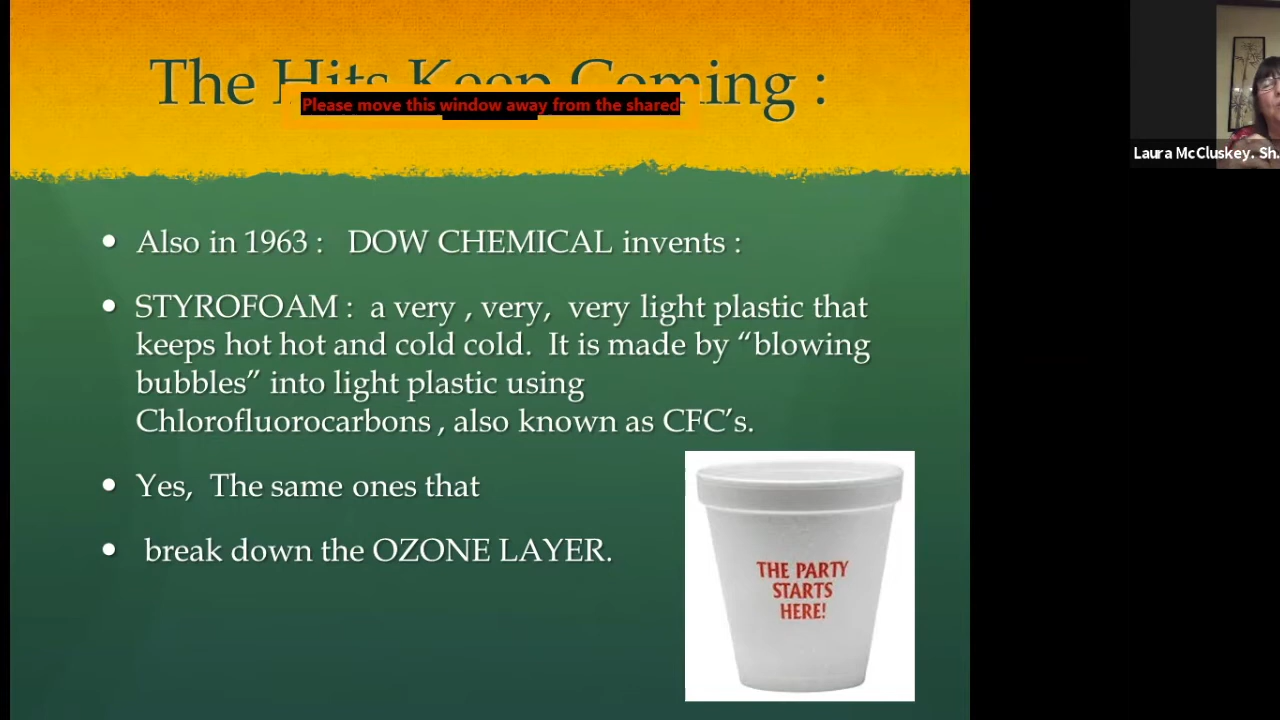 The Hits Keep Coming :
Please move this window away from the shared
Laura McCluskey. Sh.
• Also in 1963 : DOW CHEMICAL invents :
• STYROFOAM : a very , very, very light plastic that
keeps hot hot and cold cold. It is made by “blowing
bubbles” into light plastic using
Chlorofluorocarbons , also known as CFC’s.
• Yes, The same ones that
• break down the OZONE LAYER.
THE PARTY
STARTS
HERE!